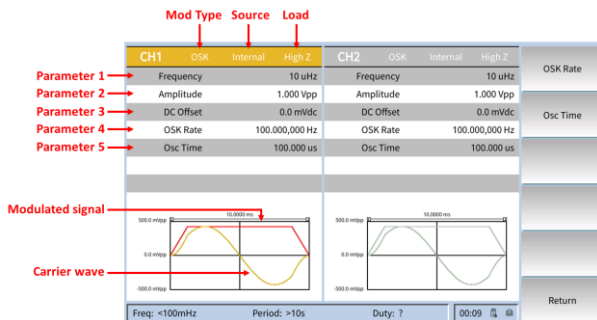 Mod Type Source Load
CH1 OSK Internal High Z CH2 OSK Internal High Z OSK Rate
Parameter 1 Frequency 10 uHz Frequency 10 uHz
Parameter 2 Amplitude 1.000 Vpp Amplitude 1.000 Vpp
Parameter 3 DC Offset 0.0 mVdc DC Offset 0.0 mVdc Osc Time
Parameter 4 OSK Rate 100.000,000 Hz OSK Rate 100.000,000 Hz
Parameter 5 Osc Time 100.000 us Osc Time 100.000 us
Modulated signal 500.0 mVpp 10.0000 ms 500.0 mVpp 10.0000 ms
0.0 mVpp 0.0 mVpp
Carrier wave
-500.0 mVpp -500.0 mVpp
Return
Freq: <100mHz Period: >10s Duty: ? 00:09